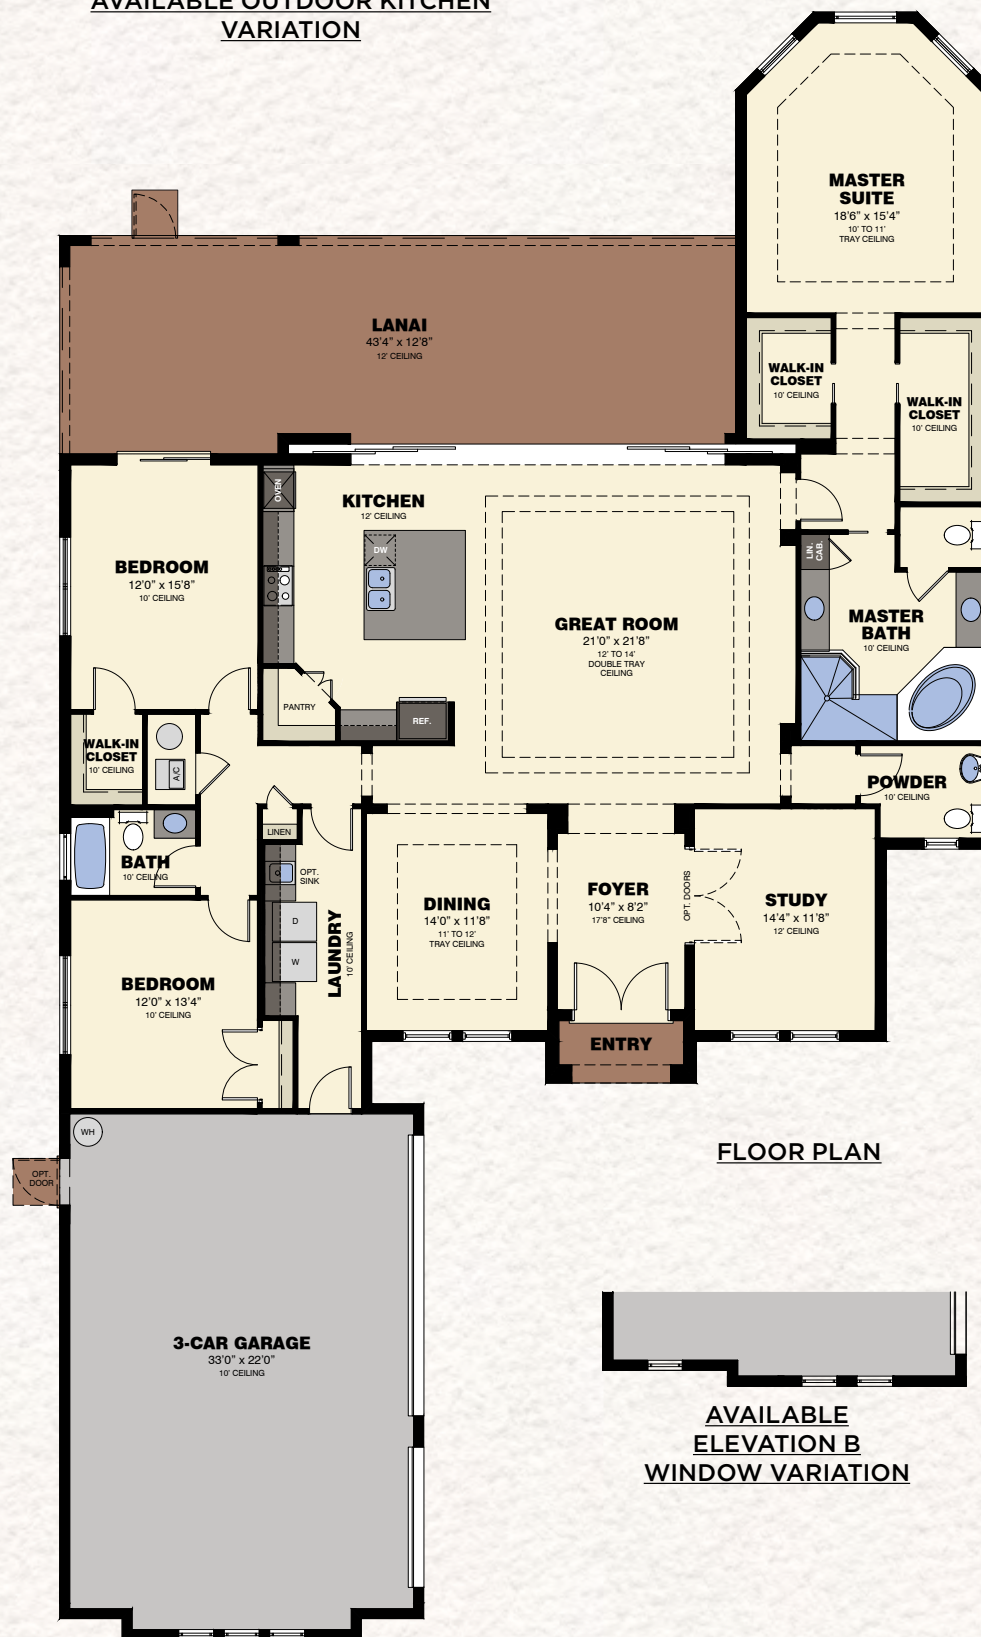 AVAILABLE OUTDOOR KITCHEN
VARIATION
MASTER
SUITE
18'6" x 15'4"
10' TO 11'
TRAY CEILING
LANAI
43'4" x 12'8"
12' CEILING
WALK-IN
CLOSET
10' CEILING
WALK-IN
CLOSET
10' CEILING
OVEN
KITCHEN
12' CEILING
DW
BEDROOM
12'0" x 15'8"
10' CEILING
GREAT ROOM
21'0" x 21'8"
12' TO 14'
DOUBLE TRAY
CEILING
LIN.
CAB.
MASTER
BATH
10' CEILING
PANTRY
REF.
WALK-IN
CLOSET
10' CEILING
A/C
POWDER
10' CEILING
LINEN
BATH
10' CEILING
OPT.
SINK
D
W
LAUNDRY
10' CEILING
DINING
14'0" x 11'8"
11' TO 12'
TRAY CEILING
FOYER
10'4" x 8'2"
17'8" CEILING
OPT. DOORS
STUDY
14'4" x 11'8"
12' CEILING
BEDROOM
12'0" x 13'4"
10' CEILING
ENTRY
WH
OPT.
DOOR
FLOOR PLAN
3-CAR GARAGE
33'0" x 22'0"
10' CEILING
AVAILABLE
ELEVATION B
WINDOW VARIATION